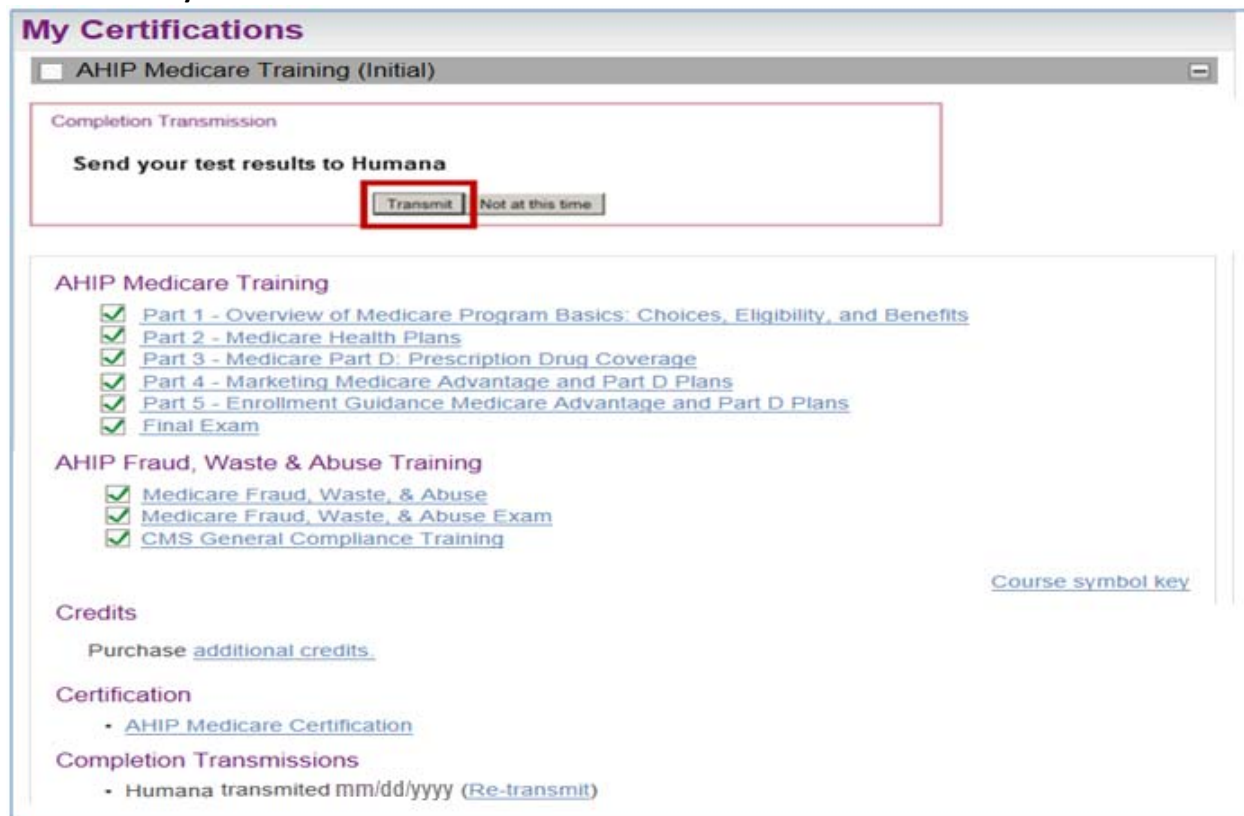 My Certifications
AHIP Medicare Training (Initial)
Completion Transmission
Send your test results to Humana
Transmit Not at this time
AHIP Medicare Training
Part 1 - Overview of Medicare Program Basics: Choices, Eligibility, and Benefits
Part 2 - Medicare Health Plans
Part 3 - Medicare Part D: Prescription Drug Coverage
Part 4 - Marketing Medicare Advantage and Part D Plans
Part 5 - Enrollment Guidance Medicare Advantage and Part D Plans
Final Exam
AHIP Fraud, Waste & Abuse Training
Medicare Fraud, Waste, & Abuse
Medicare Fraud, Waste, & Abuse Exam
CMS General Compliance Training
Course symbol key
Credits
Purchase additional credits.
Certification
• AHIP Medicare Certification
Completion Transmissions
• Humana transmited mm/dd/yyyy (Re-transmit)